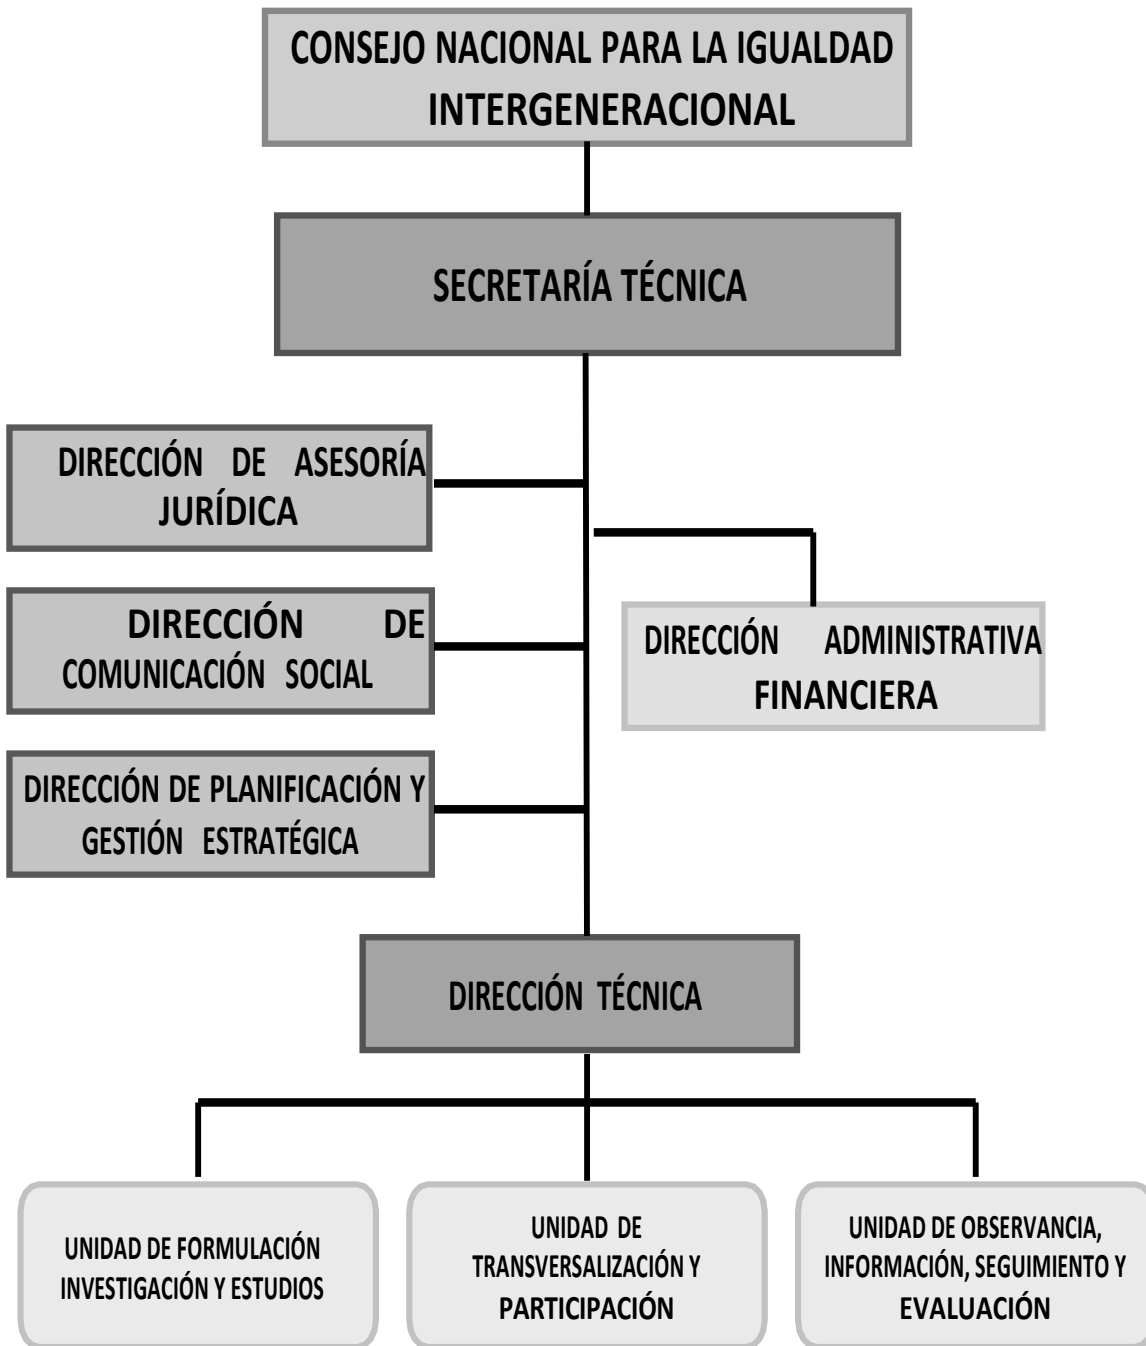 CONSEJO NACIONAL PARA LA IGUALDAD
INTERGENERACIONAL
SECRETARÍA TÉCNICA
DIRECCIÓN DE ASESORÍA
JURÍDICA
DIRECCIÓN DE
COMUNICACIÓN SOCIAL
DIRECCIÓN ADMINISTRATIVA
FINANCIERA
DIRECCIÓN DE PLANIFICACIÓN Y
GESTIÓN ESTRATÉGICA
DIRECCIÓN TÉCNICA
UNIDAD DE FORMULACIÓN
INVESTIGACIÓN Y ESTUDIOS
UNIDAD DE
TRANSVERSALIZACIÓN Y
PARTICIPACIÓN
UNIDAD DE OBSERVANCIA,
INFORMACIÓN, SEGUIMIENTO Y
EVALUACIÓN